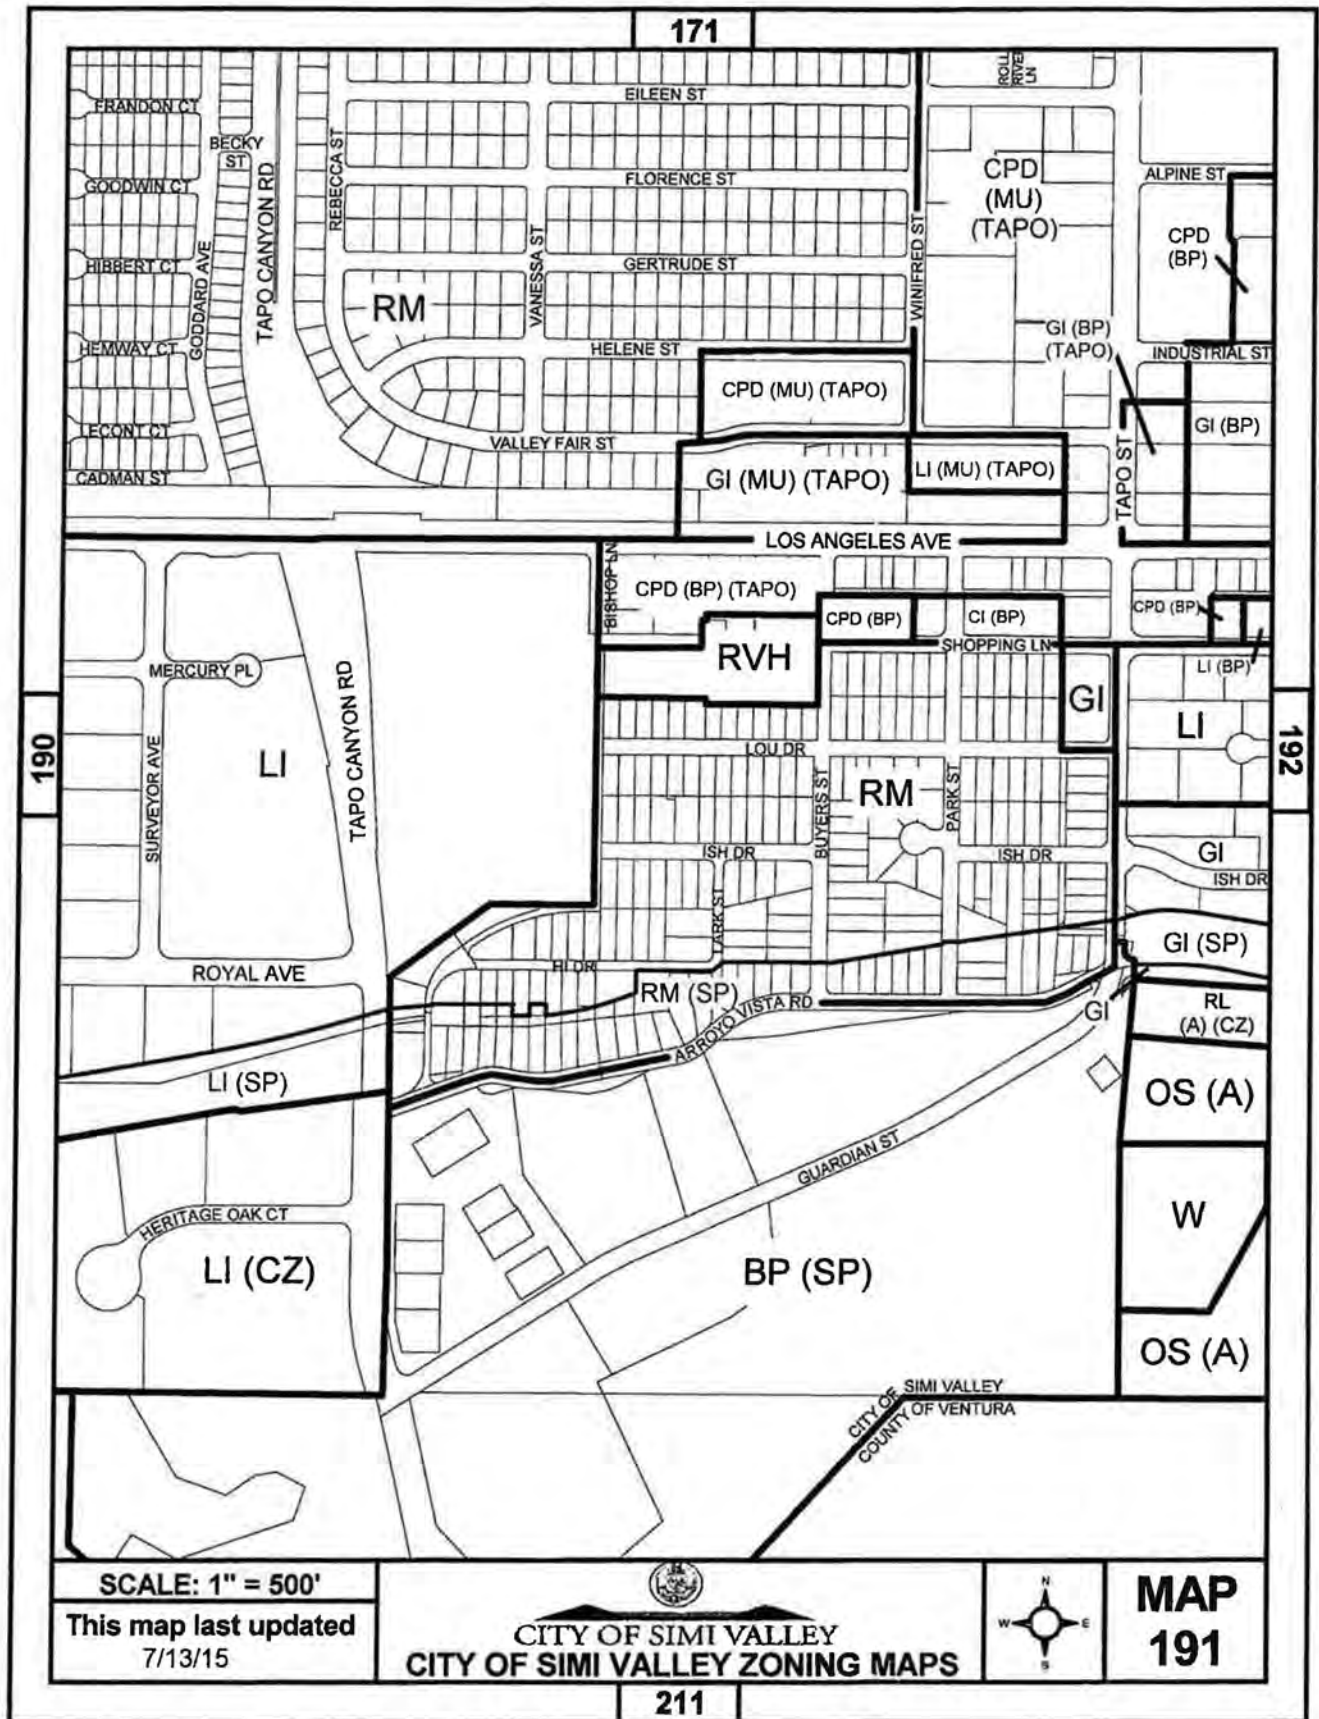 171
FRANDON CT
BECKY
ST
GOODWIN CT
HIBBERT CT
HEMWAY CT
LECONT CT
CADMAN ST
GODDARD AVE
TAPO CANYON RD
REBECCA ST
EILEEN ST
FLORENCE ST
GERTRUDE ST
HELENE ST
VALLEY FAIR ST
VANESSA ST
WINIFRED ST
ROLL
RIVER
LN
RM
CPD
(MU)
(TAPO)
ALPINE ST
CPD
(BP)
GI (BP)
(TAPO)
INDUSTRIAL ST
CPD (MU) (TAPO)
GI (BP)
GI (MU) (TAPO)
LI (MU) (TAPO)
TAPO ST
LOS ANGELES AVE
BISHOP LN
CPD (BP) (TAPO)
CPD (BP)
CI (BP)
CPD (BP)
SHOPPING LN
LI (BP)
RVH
GI
LI
MERCURY PL
TAPO CANYON RD
SURVEYOR AVE
LI
190
192
LOU DR
BUYERS ST
RM
PARK ST
ISH DR
ISH DR
GI
ISH DR
LARK ST
GI (SP)
ROYAL AVE
HI DR
RM (SP)
ARROYO VISTA RD
GI
RL
(A) (CZ)
LI (SP)
OS (A)
GUARDIAN ST
W
HERITAGE OAK CT
LI (CZ)
BP (SP)
OS (A)
CITY OF SIMI VALLEY
COUNTY OF VENTURA
SCALE: 1" = 500'
This map last updated
7/13/15
CITY OF SIMI VALLEY
CITY OF SIMI VALLEY ZONING MAPS
N
W
E
S
MAP
191
211